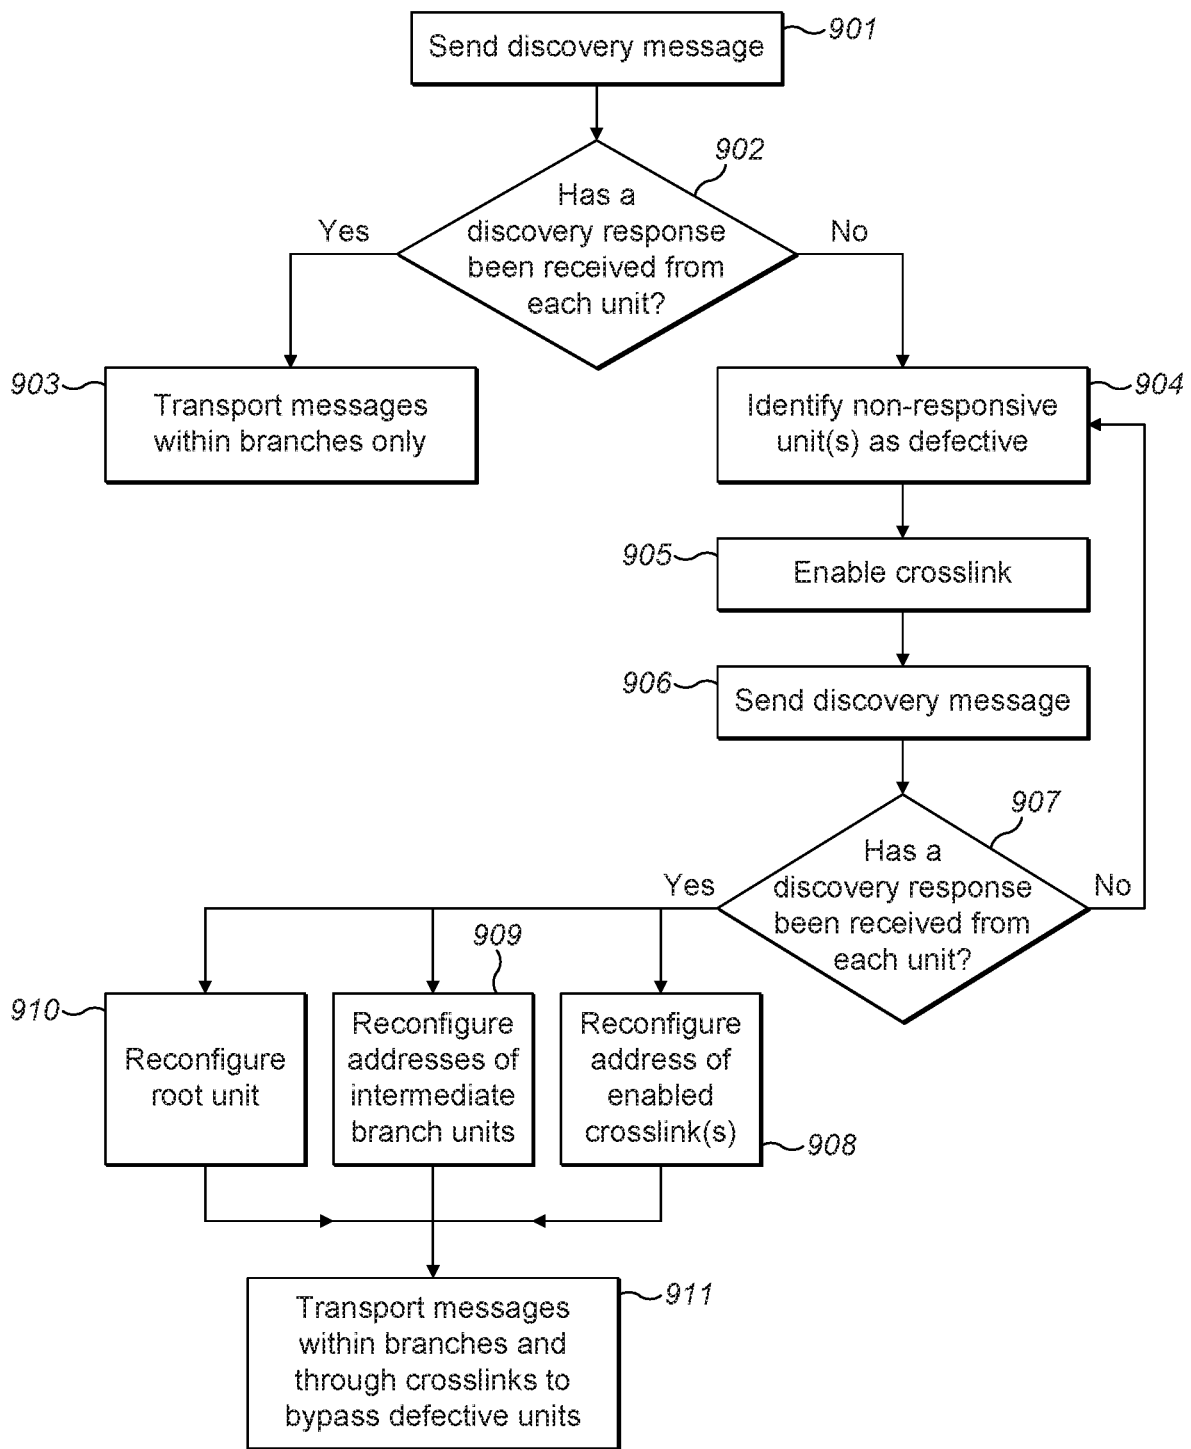 Send discovery message
901
902
Has a
discovery response
been received from
each unit?
Yes
No
903
Transport messages
within branches only
904
Identify non-responsive
unit(s) as defective
905
Enable crosslink
906
Send discovery message
907
Has a
discovery response
been received from
each unit?
Yes
No
910
Reconfigure
root unit
909
Reconfigure
addresses of
intermediate
branch units
Reconfigure
address of
enabled
crosslink(s)
908
911
Transport messages
within branches and
through crosslinks to
bypass defective units